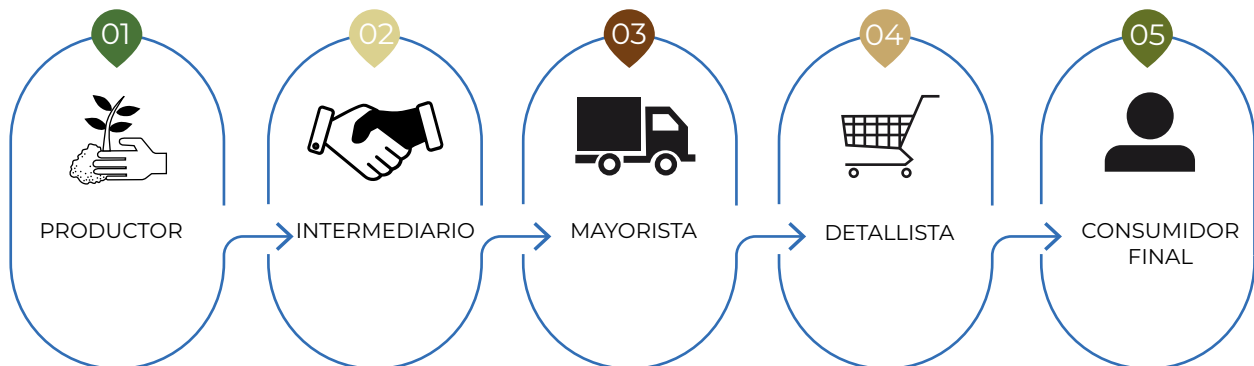 01
PRODUCTOR
02
INTERMEDIARIO
03
MAYORISTA
04
DETALLISTA
05
CONSUMIDOR
FINAL